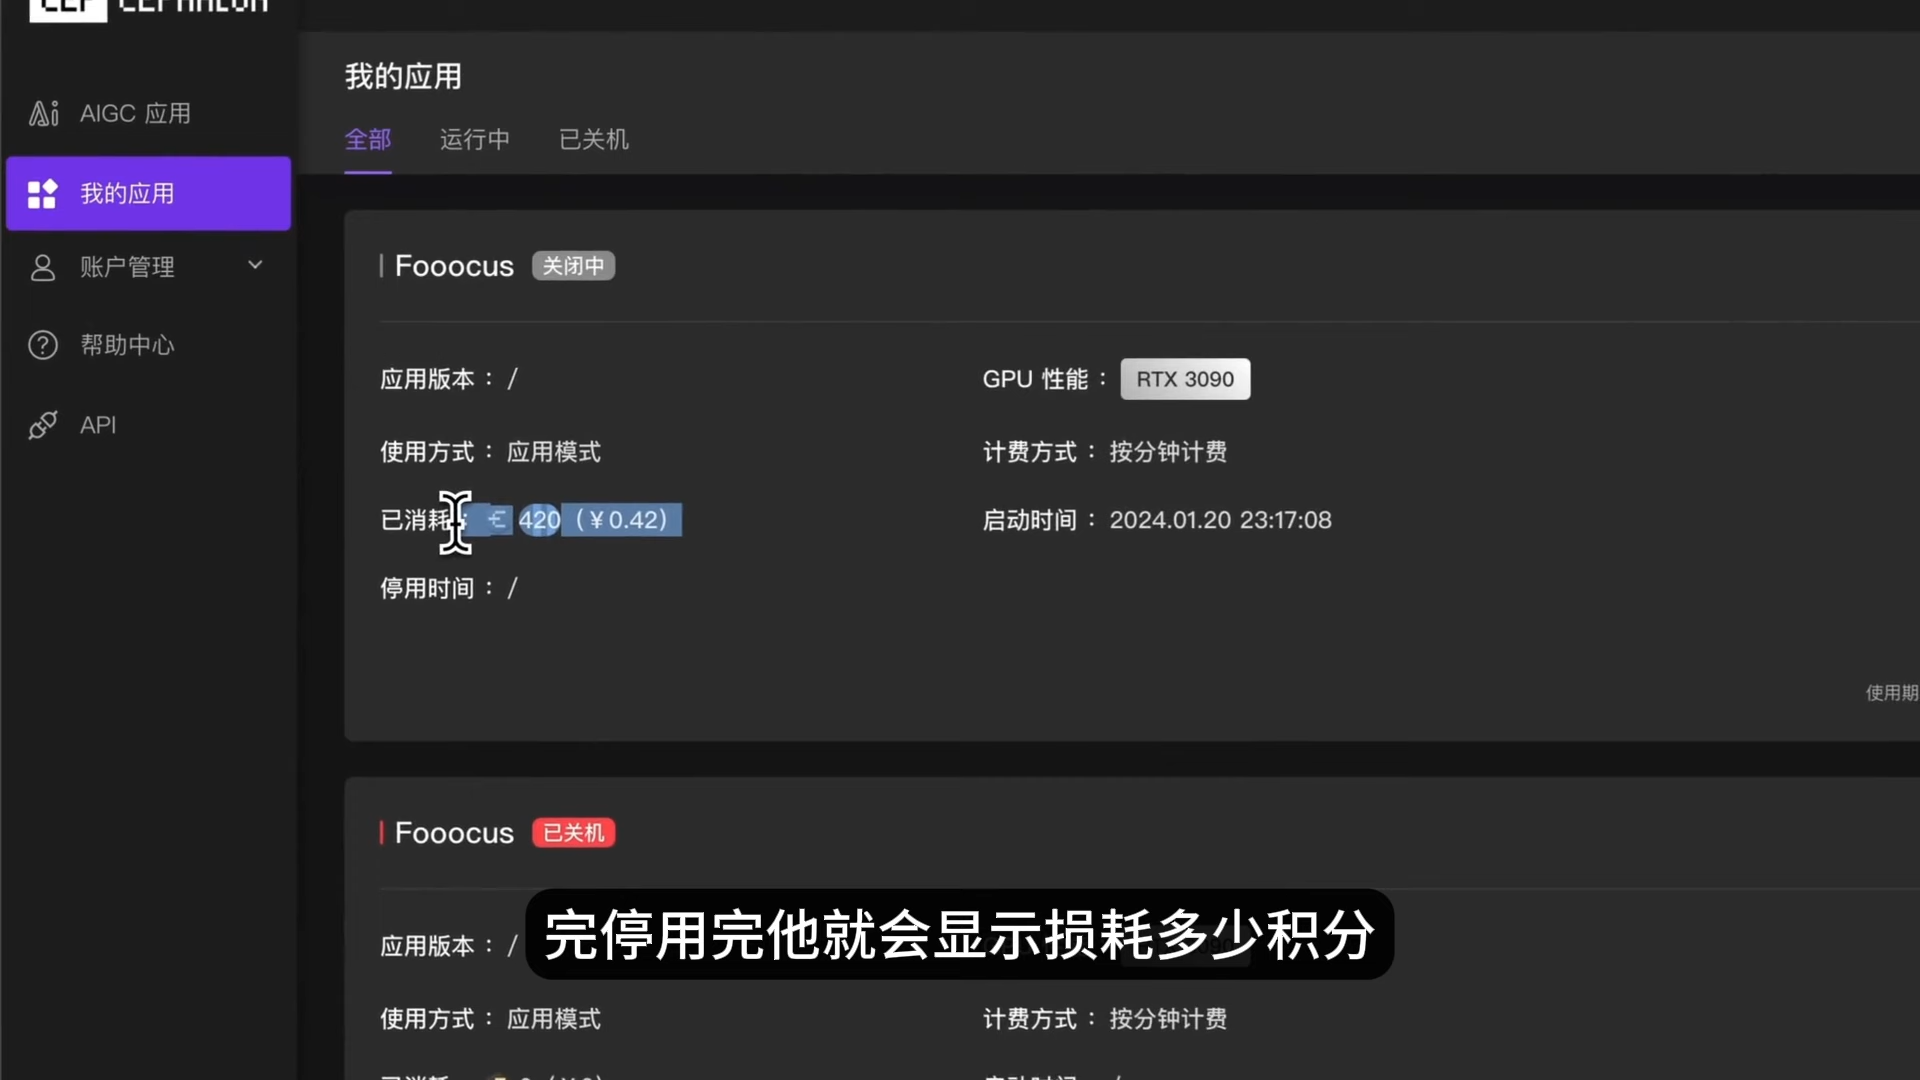 CEP CEPHALON
AIGC 应用
我的应用
账户管理
帮助中心
API
我的应用
全部 运行中 已关机
Fooocus 关闭中
应用版本： / GPU 性能： RTX 3090
使用方式： 应用模式 计费方式： 按分钟计费
已消耗： 420（￥0.42） 启动时间： 2024.01.20 23:17:08
停用时间： /
使用期
Fooocus 已关机
应用版本： /
完停用完他就会显示损耗多少积分
使用方式： 应用模式 计费方式： 按分钟计费